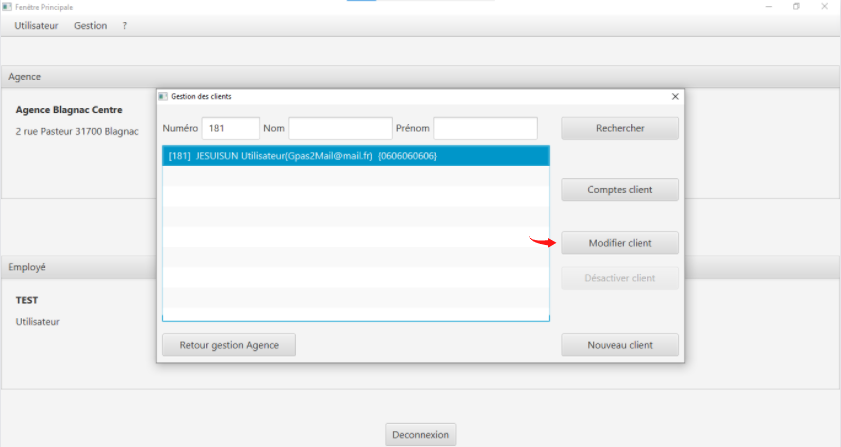 Fenêtre Principale
Utilisateur Gestion ?
Agence
Agence Blagnac Centre
2 rue Pasteur 31700 Blagnac
Gestion des clients
Numéro 181 Nom Prénom Rechercher
[181] JESUISUN Utilisateur(Gpas2Mail@mail.fr) {0606060606}
Comptes client
Modifier client
Désactiver client
Retour gestion Agence Nouveau client
Employé
TEST
Utilisateur
Deconnexion